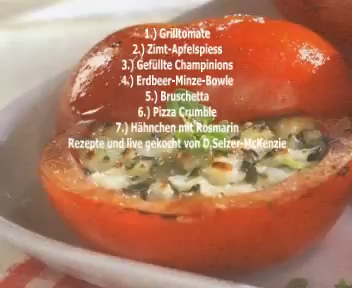 1.) Grilltomate
2.) Zimt-Apfelspiess
3.) Gefüllte Champinions
4.) Erdbeer-Minze-Bowle
5.) Bruschetta
6.) Pizza Crumble
7.) Hähnchen mit Rosmarin
Rezepte und live gekocht von D,Selzer-McKenzie